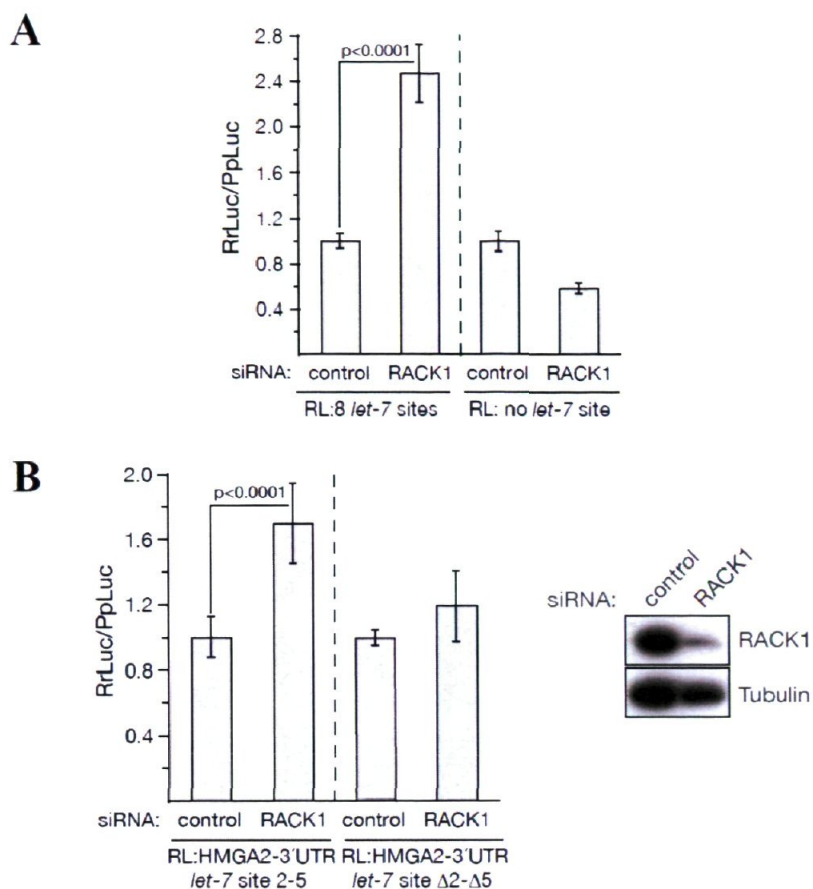 A
RrLuc/PpLuc
2.8
2.4
2.0
1.6
1.2
0.8
0.4
p<0.0001
siRNA: control RACK1 control RACK1
RL:8 let-7 sites RL: no let-7 site
B
RrLuc/PpLuc
2.0
1.6
1.2
0.8
0.4
p<0.0001
siRNA: control RACK1 control RACK1
RL:HMGA2-3'UTR RL:HMGA2-3'UTR
let-7 site 2-5 let-7 site Δ2-Δ5
siRNA: control RACK1
RACK1
Tubulin